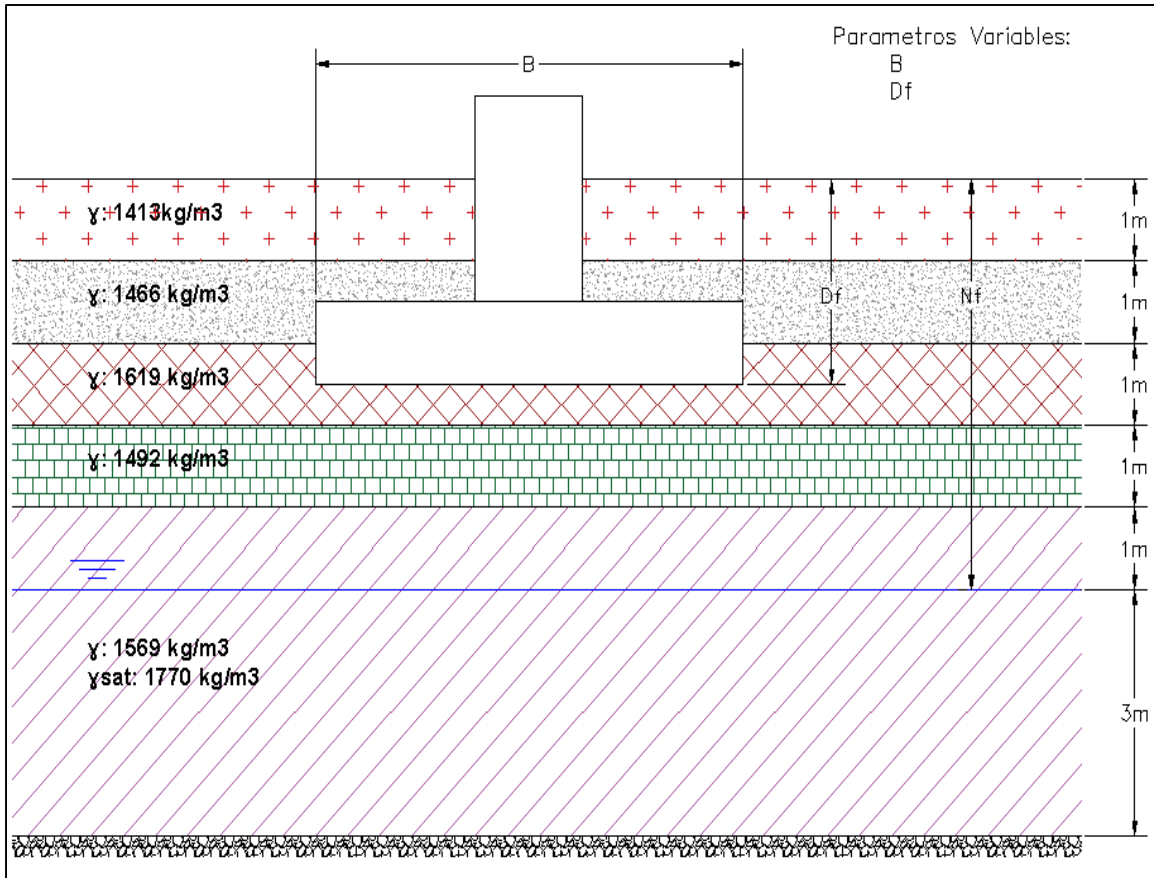 Parametros Variables:
B
Df
B
ɣ: 1413kg/m3
1m
ɣ: 1466 kg/m3
Df
Nf
1m
ɣ: 1619 kg/m3
1m
ɣ: 1492 kg/m3
1m
1m
ɣ: 1569 kg/m3
ɣsat: 1770 kg/m3
3m